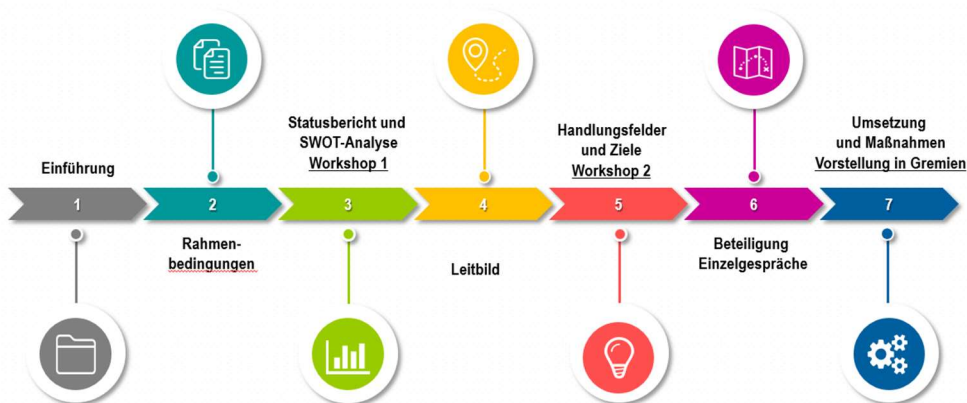 Einführung
1
2
Rahmen-
bedingungen
Statusbericht und
SWOT-Analyse
Workshop 1
3
4
Leitbild
Handlungsfelder
und Ziele
Workshop 2
5
6
Beteiligung
Einzelgespräche
Umsetzung
und Maßnahmen
Vorstellung in Gremien
7